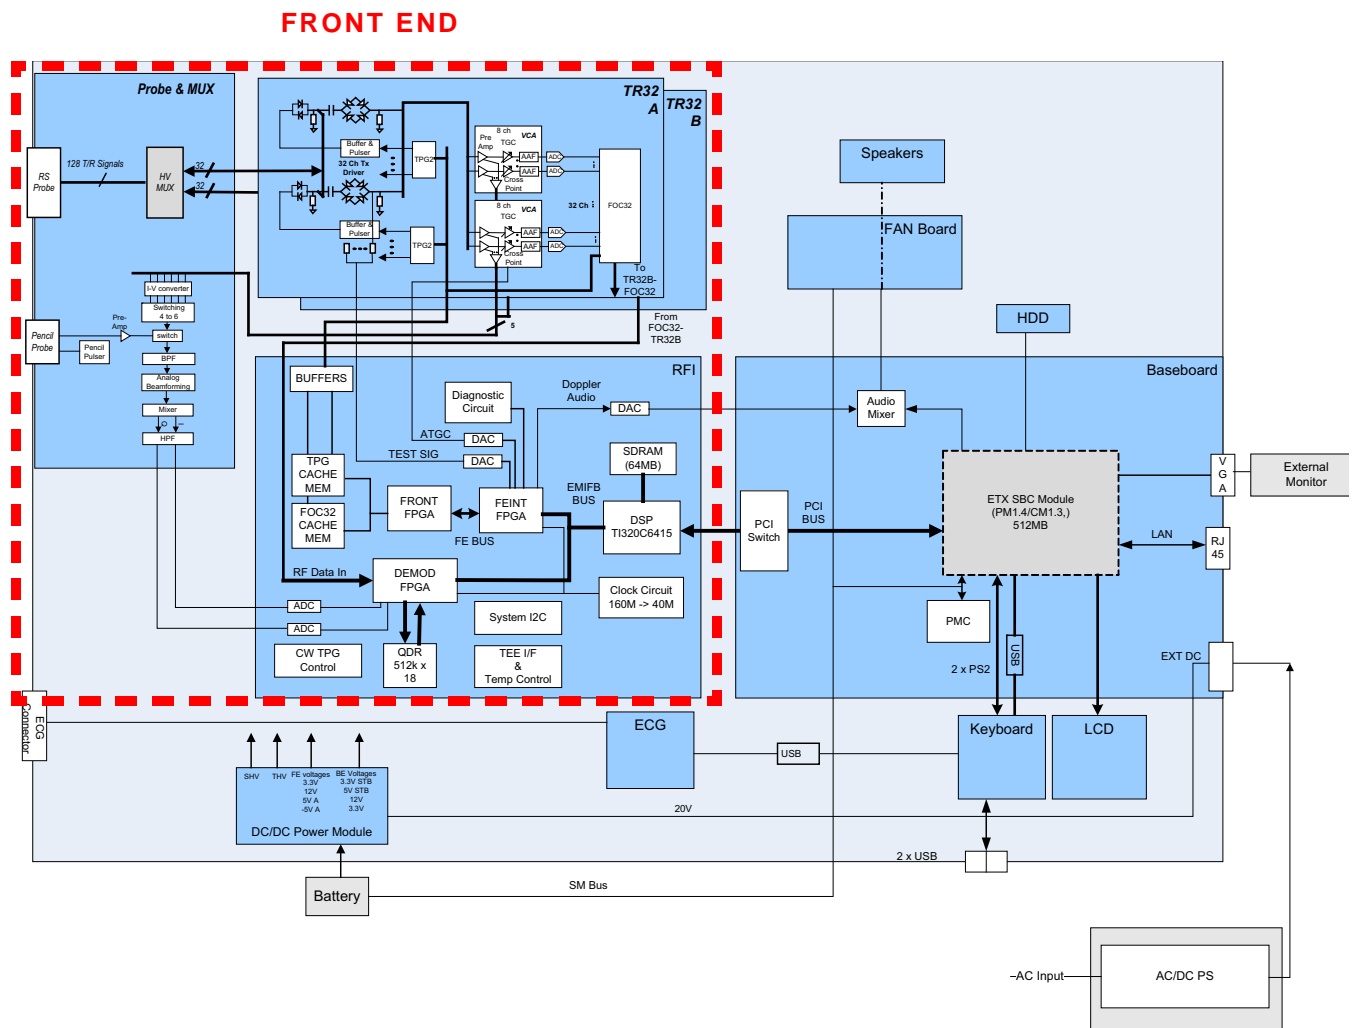 FRONT END
Probe & MUX
TR32
A
TR32
B
RS
Probe
128 T/R Signals
HV
MUX
32
32
Buffer &
Pulser
32 Ch Tx
Driver
TPG2
Buffer &
Pulser
TPG2
8 ch
VCA
Pre
Amp
TGC
AAF
ADC
AAF
ADC
Cross
Point
8 ch
VCA
TGC
AAF
ADC
AAF
ADC
Cross
Point
32 Ch
FOC32
To
TR32B-
FOC32
From
FOC32-
TR32B
5
I-V converter
Switching
4 to 6
Pencil
Probe
Pre-
Amp
Pencil
Pulser
switch
BPF
Analog
Beamforming
Mixer
Q
I
HPF
RFI
BUFFERS
Diagnostic
Circuit
Doppler
Audio
DAC
ATGC
DAC
TEST SIG
DAC
SDRAM
(64MB)
TPG
CACHE
MEM
FOC32
CACHE
MEM
FRONT
FPGA
FE BUS
FEINT
FPGA
EMIFB
BUS
DSP
TI320C6415
RF Data In
DEMOD
FPGA
ADC
ADC
Clock Circuit
160M -> 40M
System I2C
CW TPG
Control
QDR
512k x
18
TEE I/F
&
Temp Control
Speakers
FAN Board
HDD
Baseboard
Audio
Mixer
PCI
Switch
PCI
BUS
ETX SBC Module
(PM1.4/CM1.3,)
512MB
V
G
A
External
Monitor
LAN
RJ
45
PMC
2 x PS2
USB
EXT DC
ECG
Connector
ECG
USB
Keyboard
LCD
SHV
THV
FE voltages
3.3V
12V
5V A
-5V A
BE Voltages
3.3V STB
5V STB
12V
3.3V
DC/DC Power Module
20V
2 x USB
Battery
SM Bus
AC Input
AC/DC PS